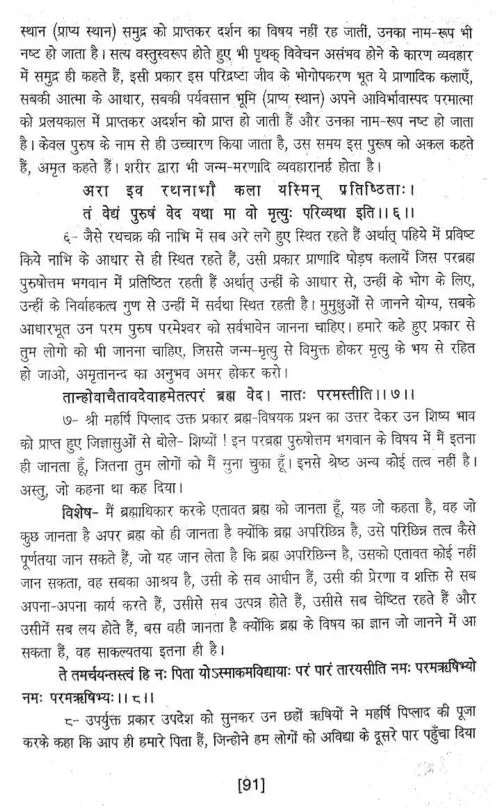 स्थान (प्राप्य स्थान) समुद्र को प्राप्तकर दर्शन का विषय नहीं रह जातीं, उनका नाम-रूप भी
नष्ट हो जाता है। सत्य वस्तुस्वरूप होते हुए भी पृथक् विवेचन असंभव होने के कारण व्यवहार
में समुद्र ही कहते हैं, इसी प्रकार इस परिद्रष्टा जीव के भोगोपकरण भूत ये प्राणादिक कलाएँ,
सबकी आत्मा के आधार, सबकी पर्यवसान भूमि (प्राप्य स्थान) अपने आविर्भावास्पद परमात्मा
को प्रलयकाल में प्राप्तकर अदर्शन को प्राप्त हो जाती हैं और उनका नाम-रूप नष्ट हो जाता
है। केवल पुरुष के नाम से ही उच्चारण किया जाता है, उस समय इस पुरूष को अकल कहते
हैं, अमृत कहते हैं। शरीर द्वारा भी जन्म-मरणादि व्यवहारानर्ह होता है।
अरा इव रथनाभौ कला यस्मिन् प्रतिष्ठिताः।
तं वेद्यं पुरुषं वेद यथा मा वो मृत्युः परिव्यथा इति।।६।।
६- जैसे रथचक्र की नाभि में सब अरे लगे हुए स्थित रहते हैं अर्थात् पहिये में प्रविष्ट
किये नाभि के आधार से ही स्थित रहते हैं, उसी प्रकार प्राणादि षोड़ष कलायें जिस परब्रह्म
पुरुषोत्तम भगवान में प्रतिष्ठित रहती हैं अर्थात् उन्हीं के आधार से, उन्हीं के भोग के लिए,
उन्हीं के निर्वाहकत्व गुण से उन्हीं में सर्वथा स्थित रहती है। मुमुक्षुओं से जानने योग्य, सबके
आधारभूत उन परम पुरुष परमेश्वर को सर्वभावेन जानना चाहिए। हमारे कहे हुए प्रकार से
तुम लोगो को भी जानना चाहिए, जिससे जन्म-मृत्यु से विमुक्त होकर मृत्यु के भय से रहित
हो जाओ, अमृतानन्द का अनुभव अमर होकर करो।
तान्होवाचैतावदेवाहमेतत्परं ब्रह्म वेद। नातः परमस्तीति।।७।।
७- श्री महर्षि पिप्लाद उक्त प्रकार ब्रह्म-विषयक प्रश्न का उत्तर देकर उन शिष्य भाव
को प्राप्त हुए जिज्ञासुओं से बोले- शिष्यों ! इन परब्रह्म पुरुषोत्तम भगवान के विषय में मैं इतना
ही जानता हूँ, जितना तुम लोगों को मैं सुना चुका हूँ। इनसे श्रेष्ठ अन्य कोई तत्व नहीं है।
अस्तु, जो कहना था कह दिया।
विशेष- मैं ब्रह्माधिकार करके एतावत ब्रह्म को जानता हूँ, यह जो कहता है, वह जो
कुछ जानता है अपर ब्रह्म को ही जानता है क्योंकि ब्रह्म अपरिछिन्न है, उसे परिछिन्न तत्व कैसे
पूर्णतया जान सकते हैं, जो यह जान लेता है कि ब्रह्म अपरिछिन्न है, उसको एतावत कोई नहीं
जान सकता, वह सबका आश्रय है, उसी के सब आधीन हैं, उसी की प्रेरणा व शक्ति से सब
अपना-अपना कार्य करते हैं, उसीसे सब उत्पन्न होते हैं, उसीसे सब चेष्टित रहते हैं और
उसीमें सब लय होते हैं, बस वही जानता है क्योंकि ब्रह्म के विषय का ज्ञान जो जानने में आ
सकता हैं, वह साकल्यतया इतना ही है।
ते तमर्चयन्तस्त्वं हि नः पिता योऽस्माकमविद्यायाः परं पारं तारयसीति नमः परमऋषिभ्यो
नमः परमऋषिभ्यः।।८।।
८- उपर्युक्त प्रकार उपदेश को सुनकर उन छहों ऋषियों ने महर्षि पिप्लाद की पूजा
करके कहा कि आप ही हमारे पिता हैं, जिन्होने हम लोगों को अविद्या के दूसरे पार पहुँचा दिया
[91]